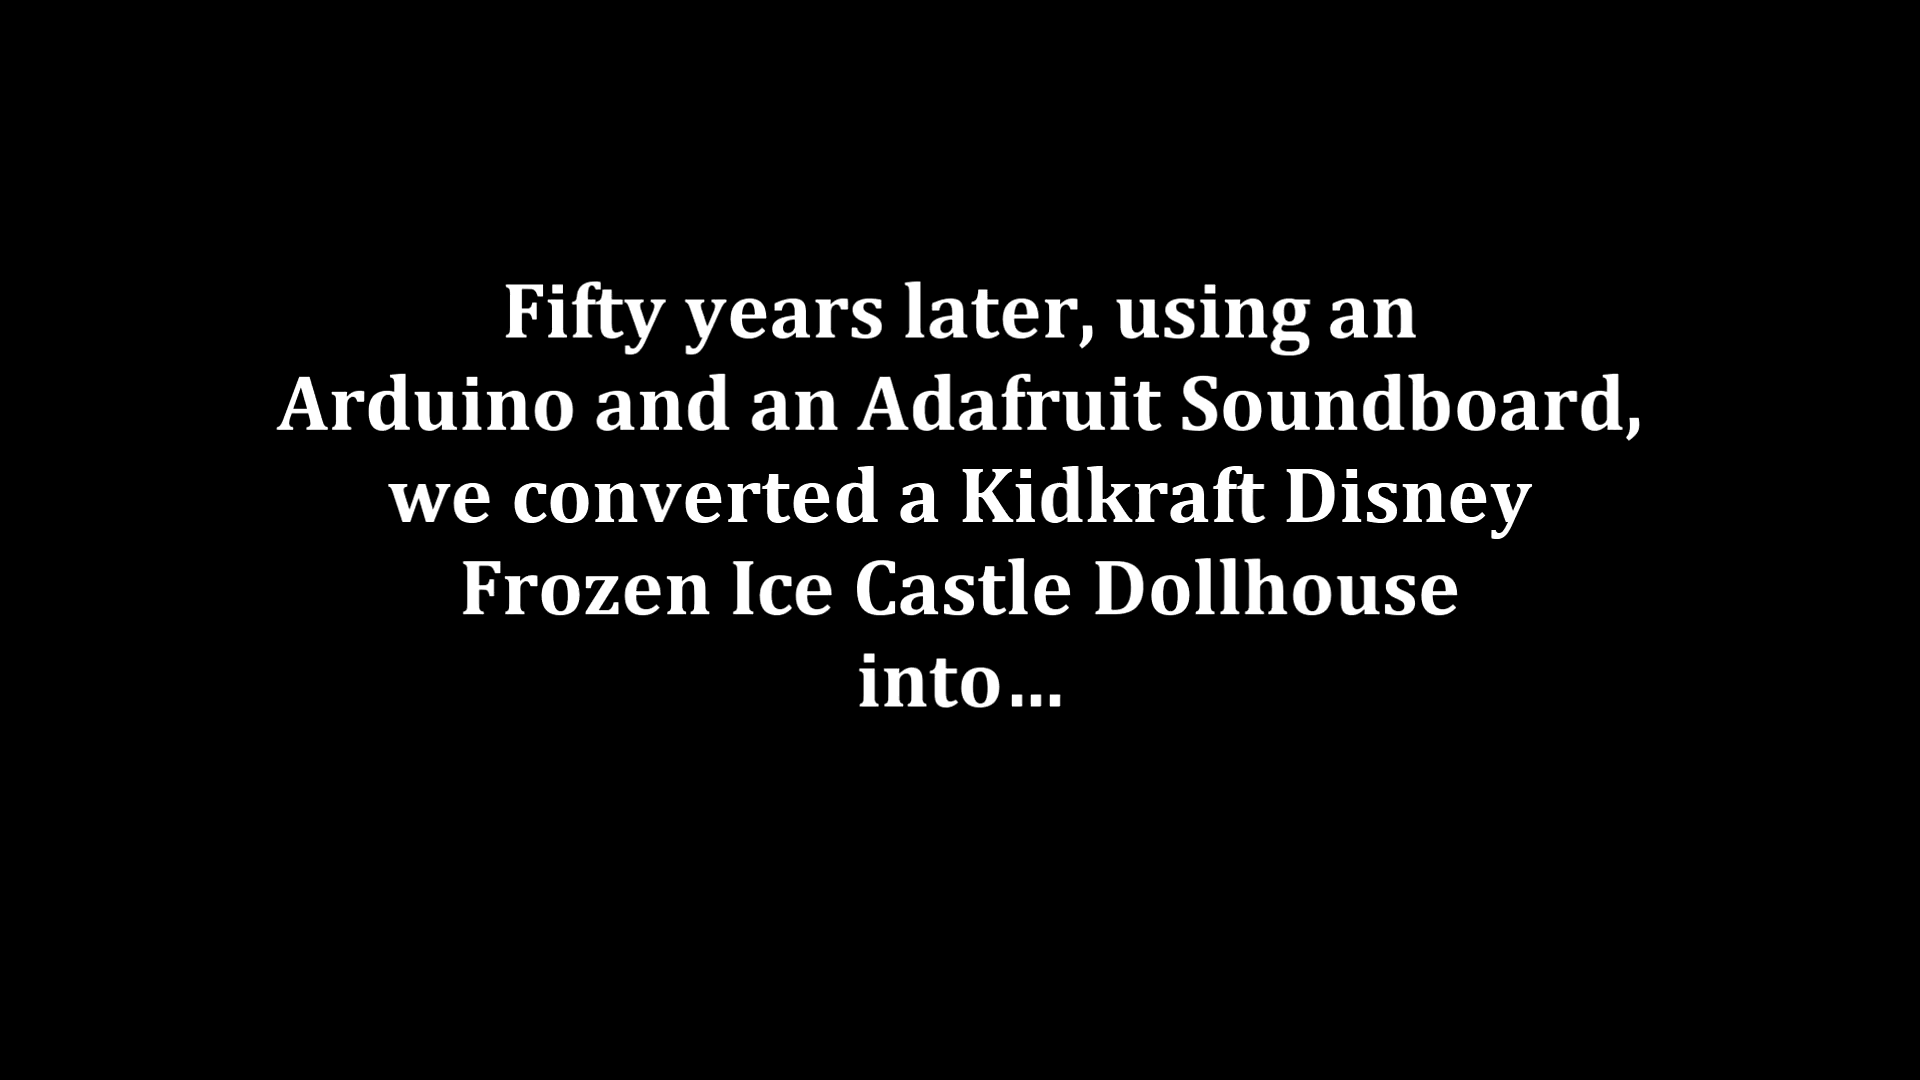 Fifty years later, using an
Arduino and an Adafruit Soundboard,
we converted a Kidkraft Disney
Frozen Ice Castle Dollhouse
into...